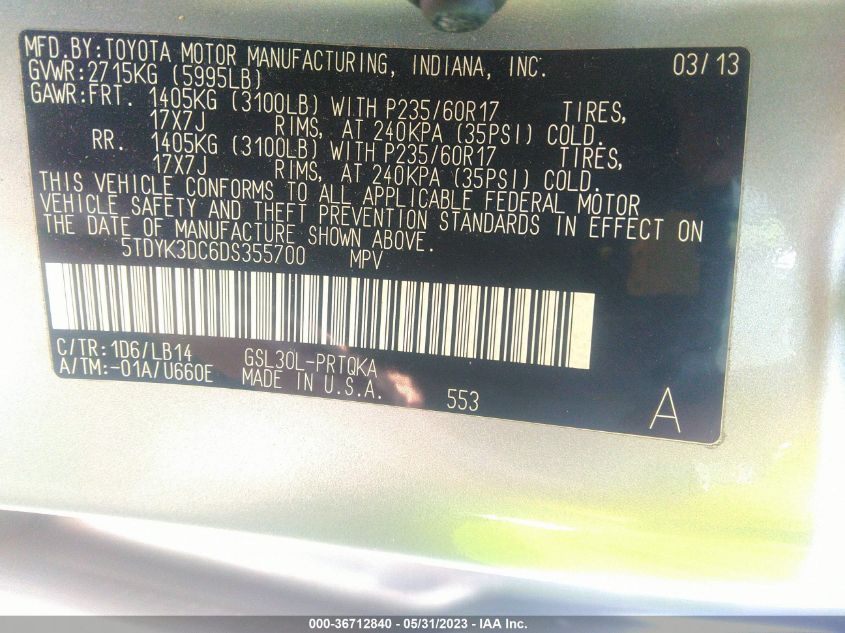 MFD.BY:TOYOTA MOTOR MANUFACTURING, INDIANA, INC. 03/13
GVWR:2715KG (5995LB)
GAWR:FRT. 1405KG (3100LB) WITH P235/60R17 TIRES,
17X7J RIMS, AT 240KPA (35PSI) COLD.
RR. 1405KG (3100LB) WITH P235/60R17 TIRES,
17X7J RIMS, AT 240KPA (35PSI) COLD.
THIS VEHICLE CONFORMS TO ALL APPLICABLE FEDERAL MOTOR
VEHICLE SAFETY AND THEFT PREVENTION STANDARDS IN EFFECT ON
THE DATE OF MANUFACTURE SHOWN ABOVE.
5TDYK3DC6DS355700 MPV
C/TR:1D6/LB14 GSL30L-PRTQKA
A/TM:-01A/U660E MADE IN U.S.A. 553 A
000-36712840 - 05/31/2023 - IAA Inc.